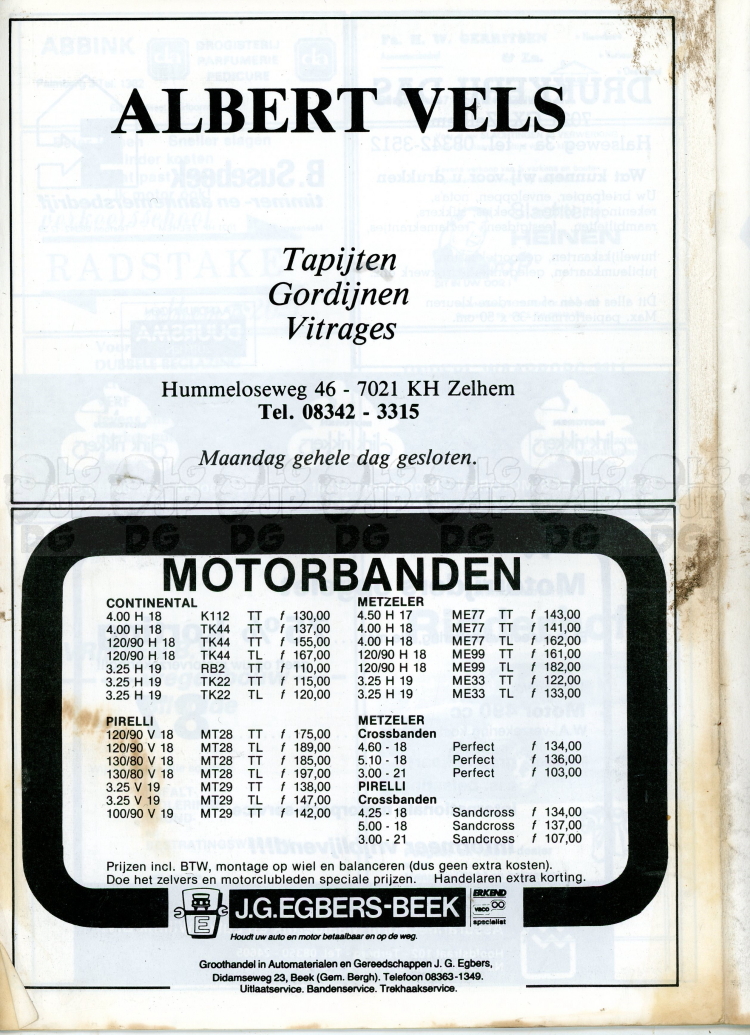 ALBERT VELS
Tapijten
Gordijnen
Vitrages
Hummeloseweg 46 - 7021 KH Zelhem
Tel. 08342 - 3315
Maandag gehele dag gesloten.
MOTORBANDEN
CONTINENTAL
4.00 H 18 K112 TT f 130,00
4.00 H 18 TK44 TT f 137,00
120/90 H 18 TK44 TT f 155,00
120/90 H 18 TK44 TL f 167,00
3.25 H 19 RB2 TT f 110,00
3.25 H 19 TK22 TT f 115,00
3.25 H 19 TK22 TL f 120,00
PIRELLI
120/90 V 18 MT28 TT f 175,00
120/90 V 18 MT28 TL f 189,00
130/80 V 18 MT28 TT f 185,00
130/80 V 18 MT28 TL f 197,00
3.25 V 19 MT29 TT f 138,00
3.25 V 19 MT29 TL f 147,00
100/90 V 19 MT29 TT f 142,00
METZELER
4.50 H 17 ME77 TT f 143,00
4.00 H 18 ME77 TT f 141,00
4.00 H 18 ME77 TL f 162,00
120/90 H 18 ME99 TT f 161,00
120/90 H 18 ME99 TL f 182,00
3.25 H 19 ME33 TT f 122,00
3.25 H 19 ME33 TL f 133,00
METZELER
Crossbanden
4.60 - 18 Perfect f 134,00
5.10 - 18 Perfect f 136,00
3.00 - 21 Perfect f 103,00
PIRELLI
Crossbanden
4.25 - 18 Sandcross f 134,00
5.00 - 18 Sandcross f 137,00
3.00 - 21 Sandcross f 107,00
Prijzen incl. BTW, montage op wiel en balanceren (dus geen extra kosten).
Doe het zelvers en motorclubleden speciale prijzen. Handelaren extra korting.
E
J.G.EGBERS-BEEK
ERKEND
VACO
specialist
Houdt uw auto en motor betaalbaar en op de weg.
Groothandel in Automaterialen en Gereedschappen J. G. Egbers,
Didamseweg 23, Beek (Gem. Bergh). Telefoon 08363-1349.
Uitlaatservice. Bandenservice. Trekhaakservice.